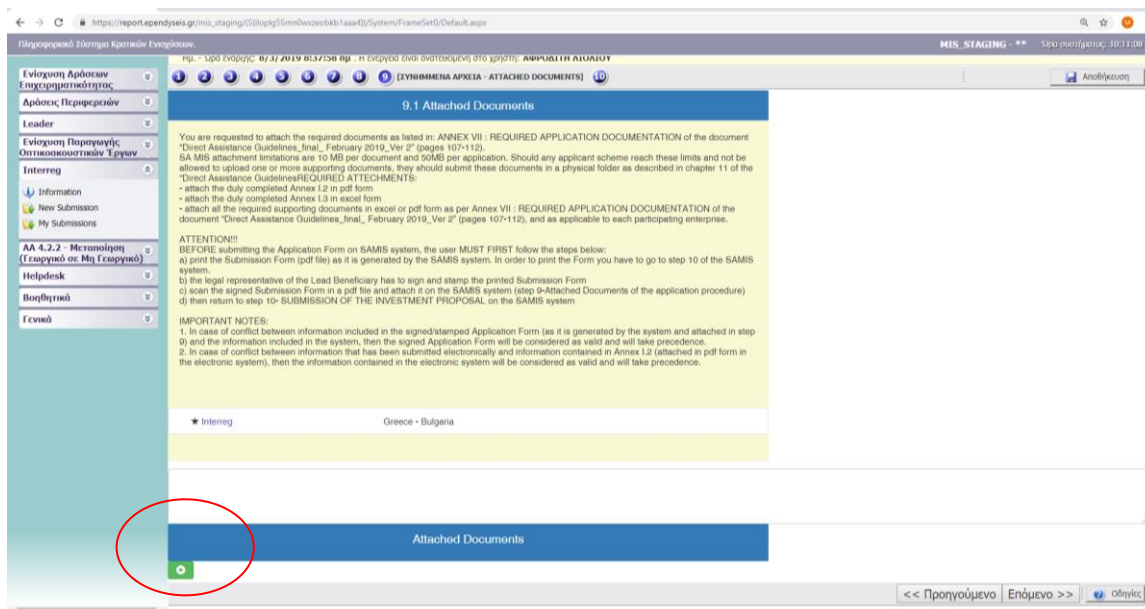 https://report.ependyseis.gr/mis_staging/(S(iloplg55mn0wszeobkb1aaa4))/System/FrameSet0/Default.aspx
Πληροφοριακό Σύστημα Κρατικών Ενισχύσεων.
MIS_STAGING - **
Ώρα συστήματος: 10:11:08
Ημ. - Ώρα έναρξης: 8/3/2019 8:37:58 πμ . Η ενέργεια είναι ανατεθειμένη στο χρήστη: ΑΦΡΟΔΙΤΗ ΛΙΟΛΙΟΥ
1 2 3 4 5 6 7 8 9 [ΣΥΝΗΜΜΕΝΑ ΑΡΧΕΙΑ - ATTACHED DOCUMENTS] 10
Αποθήκευση
Ενίσχυση Δράσεων Επιχειρηματικότητας
Δράσεις Περιφερειών
Leader
Ενίσχυση Παραγωγής Οπτικοακουστικών Έργων
Interreg
Information
New Submission
My Submissions
ΑΛ 4.2.2 - Μεταποίηση (Γεωργικό σε Μη Γεωργικό)
Helpdesk
Βοηθητικά
Γενικά
9.1 Attached Documents
You are requested to attach the required documents as listed in: ANNEX VII : REQUIRED APPLICATION DOCUMENTATION of the document
"Direct Assistance Guidelines_final_ February 2019_Ver 2" (pages 107-112).
SA MIS attachment limitations are 10 MB per document and 50MB per application. Should any applicant scheme reach these limits and not be
allowed to upload one or more supporting documents, they should submit these documents in a physical folder as described in chapter 11 of the
"Direct Assistance GuidelinesREQUIRED ATTECHMENTS:
• attach the duly completed Annex I.2 in pdf form
• attach the duly completed Annex I.3 in excel form
• attach all the required supporting documents in excel or pdf form as per Annex VII : REQUIRED APPLICATION DOCUMENTATION of the
document "Direct Assistance Guidelines_final_ February 2019_Ver 2" (pages 107-112), and as applicable to each participating enterprise.
ATTENTION!!!
BEFORE submitting the Application Form on SAMIS system, the user MUST FIRST follow the steps below:
a) print the Submission Form (pdf file) as it is generated by the SAMIS system. In order to print the Form you have to go to step 10 of the SAMIS
system.
b) the legal representative of the Lead Beneficiary has to sign and stamp the printed Submission Form
c) scan the signed Submission Form in a pdf file and attach it on the SAMIS system (step 9-Attached Documents of the application procedure)
d) then return to step 10- SUBMISSION OF THE INVESTMENT PROPOSAL on the SAMIS system
IMPORTANT NOTES:
1. In case of conflict between information included in the signed/stamped Application Form (as it is generated by the system and attached in step
9) and the information included in the system, then the signed Application Form will be considered as valid and will take precedence.
2. In case of conflict between information that has been submitted electronically and information contained in Annex I.2 (attached in pdf form in
the electronic system), then the information contained in the electronic system will be considered as valid and will take precedence.
★ Interreg
Greece - Bulgaria
Attached Documents
<< Προηγούμενο
Επόμενο >>
Οδηγίες